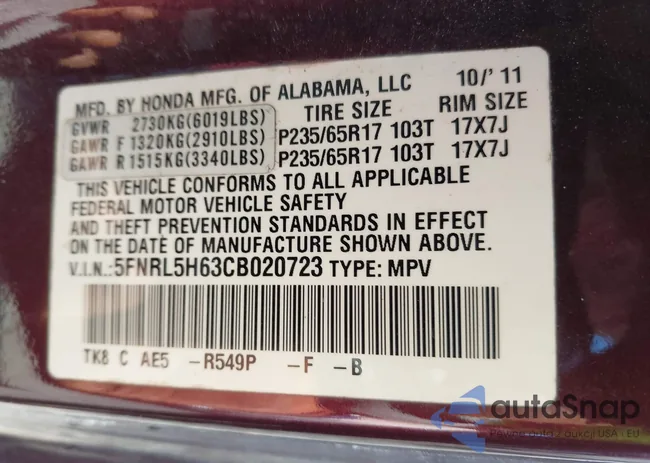 MFD. BY HONDA MFG. OF ALABAMA, LLC 10/'11
GVWR 2730KG(6019LBS) TIRE SIZE RIM SIZE
GAWR F 1320KG(2910LBS) P235/65R17 103T 17X7J
GAWR R 1515KG(3340LBS) P235/65R17 103T 17X7J
THIS VEHICLE CONFORMS TO ALL APPLICABLE
FEDERAL MOTOR VEHICLE SAFETY
AND THEFT PREVENTION STANDARDS IN EFFECT
ON THE DATE OF MANUFACTURE SHOWN ABOVE.
V.I.N.:5FNRL5H63CB020723 TYPE: MPV
TK8 C AE5 -R549P -F -B
autoSnap
USA - EU